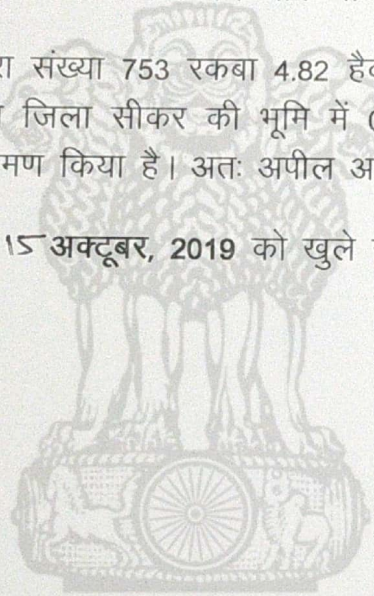 संख्या 753 रकबा 4.82
जिला सीकर की भूमि में
किया है। अतः अपील
15 अक्टूबर, 2019 को खुले